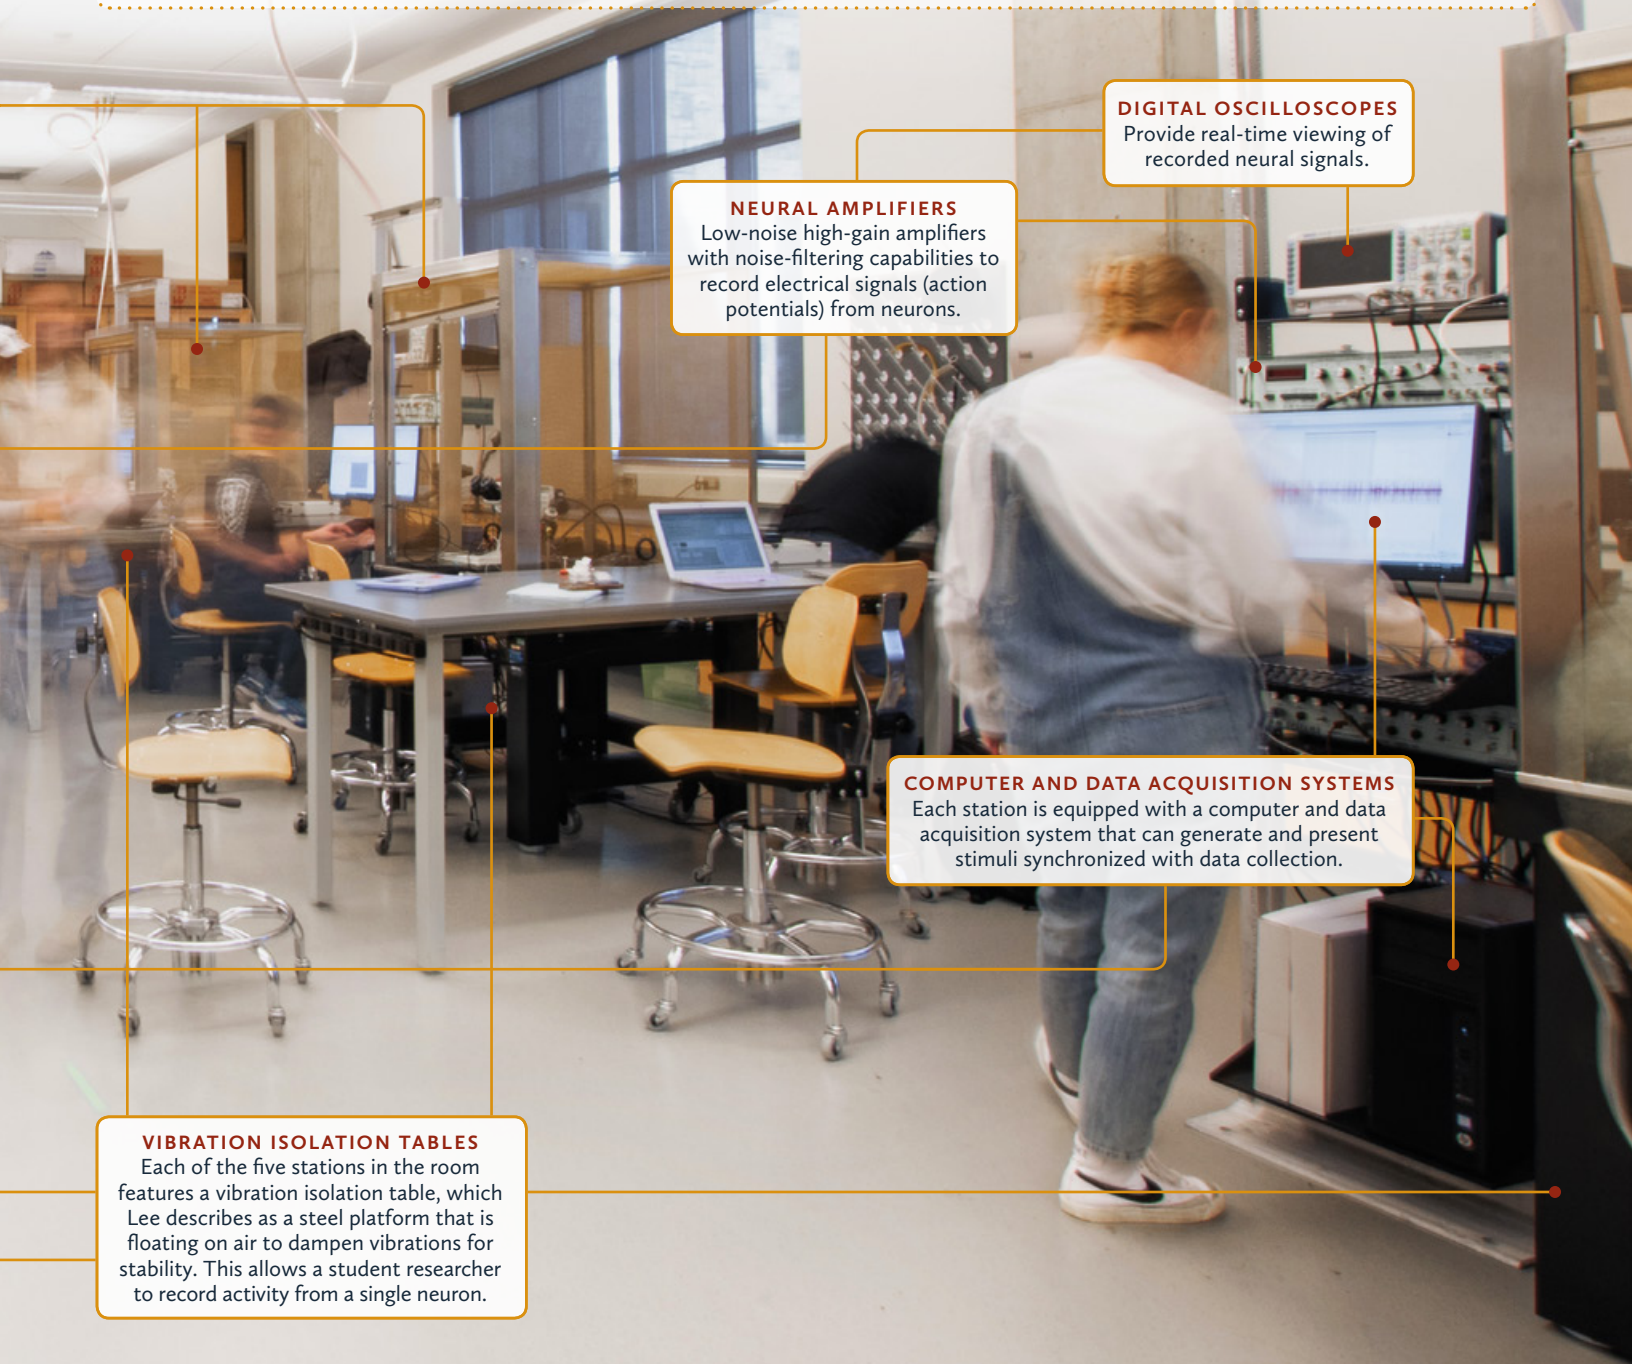 DIGITAL OSCILLOSCOPES
Provide real-time viewing of
recorded neural signals.
NEURAL AMPLIFIERS
Low-noise high-gain amplifiers
with noise-filtering capabilities to
record electrical signals (action
potentials) from neurons.
COMPUTER AND DATA ACQUISITION SYSTEMS
Each station is equipped with a computer and data
acquisition system that can generate and present
stimuli synchronized with data collection.
VIBRATION ISOLATION TABLES
Each of the five stations in the room
features a vibration isolation table, which
Lee describes as a steel platform that is
floating on air to dampen vibrations for
stability. This allows a student researcher
to record activity from a single neuron.